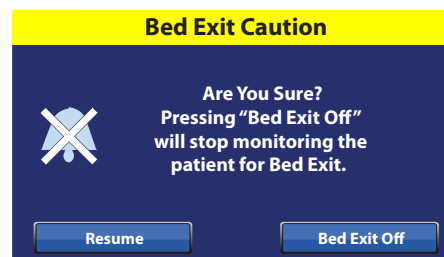 Bed Exit Caution
Are You Sure?
Pressing “Bed Exit Off”
will stop monitoring the
patient for Bed Exit.
Resume
Bed Exit Off